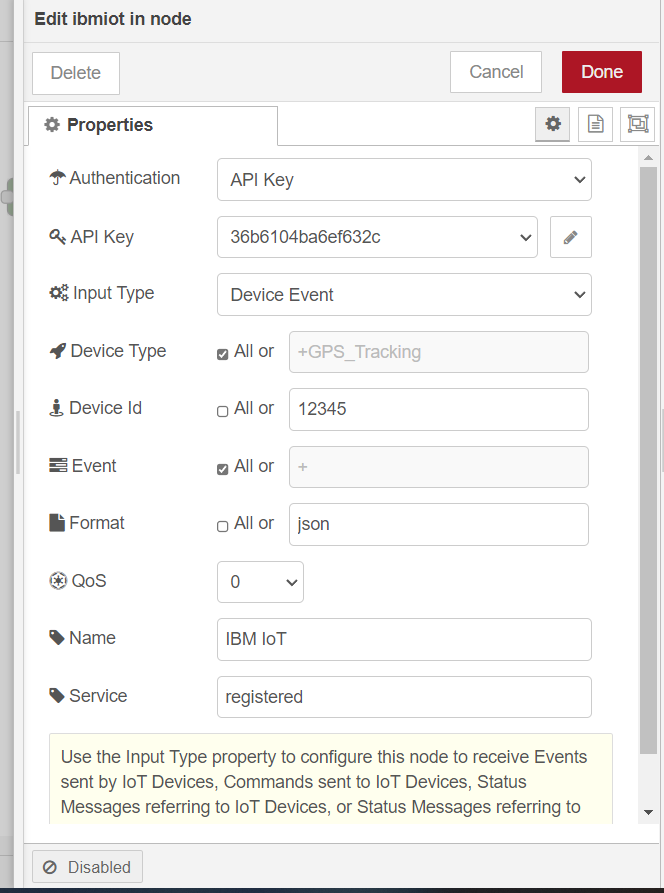 Edit ibmiot in node
Delete
Cancel
Done
Properties
Authentication
API Key
API Key
36b6104ba6ef632c
Input Type
Device Event
Device Type
All or
+GPS_Tracking
Device Id
All or
12345
Event
All or
+
Format
All or
json
QoS
0
Name
IBM IoT
Service
registered
Use the Input Type property to configure this node to receive Events
sent by IoT Devices, Commands sent to IoT Devices, Status
Messages referring to IoT Devices, or Status Messages referring to
Disabled